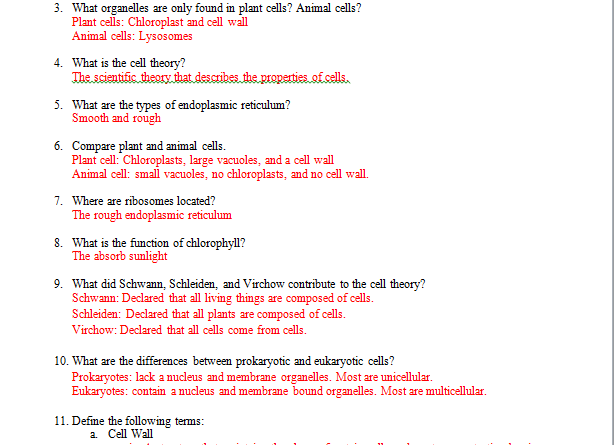 3. What organelles are only found in plant cells? Animal cells?
Plant cells: Chloroplast and cell wall
Animal cells: Lysosomes
4. What is the cell theory?
The scientific theory that describes the properties of cells.
5. What are the types of endoplasmic reticulum?
Smooth and rough
6. Compare plant and animal cells.
Plant cell: Chloroplasts, large vacuoles, and a cell wall
Animal cell: small vacuoles, no chloroplasts, and no cell wall.
7. Where are ribosomes located?
The rough endoplasmic reticulum
8. What is the function of chlorophyll?
The absorb sunlight
9. What did Schwann, Schleiden, and Virchow contribute to the cell theory?
Schwann: Declared that all living things are composed of cells.
Schleiden: Declared that all plants are composed of cells.
Virchow: Declared that all cells come from cells.
10. What are the differences between prokaryotic and eukaryotic cells?
Prokaryotes: lack a nucleus and membrane organelles. Most are unicellular.
Eukaryotes: contain a nucleus and membrane bound organelles. Most are multicellular.
11. Define the following terms:
a. Cell Wall